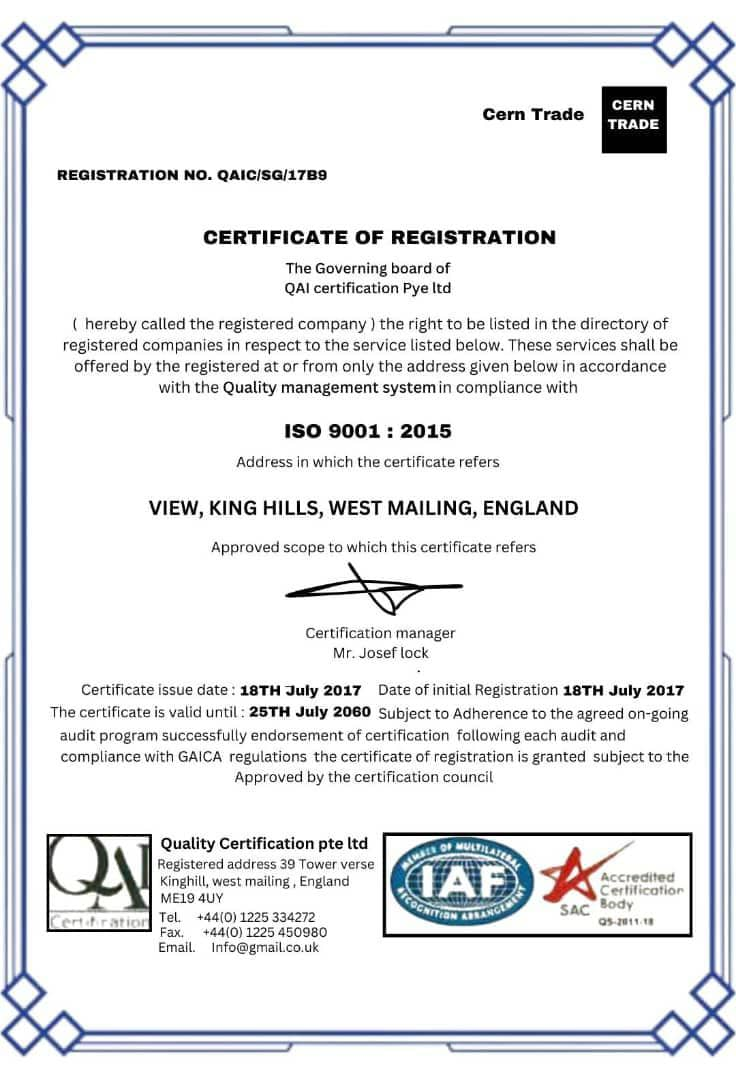 Cern Trade
CERN
TRADE
REGISTRATION NO. QAIC/SG/17B9
CERTIFICATE OF REGISTRATION
The Governing board of
QAI certification Pye ltd
( hereby called the registered company ) the right to be listed in the directory of
registered companies in respect to the service listed below. These services shall be
offered by the registered at or from only the address given below in accordance
with the Quality management system in compliance with
ISO 9001 : 2015
Address in which the certificate refers
VIEW, KING HILLS, WEST MAILING, ENGLAND
Approved scope to which this certificate refers
Certification manager
Mr. Josef lock
Certificate issue date : 18TH July 2017 Date of initial Registration 18TH July 2017
The certificate is valid until : 25TH July 2060 Subject to Adherence to the agreed on-going
audit program successfully endorsement of certification following each audit and
compliance with GAICA regulations the certificate of registration is granted subject to the
Approved by the certification council
QAI
Certification
Quality Certification pte ltd
Registered address 39 Tower verse
Kinghill, west mailing , England
ME19 4UY
Tel. +44(0) 1225 334272
Fax. +44(0) 1225 450980
Email. Info@gmail.co.uk
MEMBER OF MULTILATERAL
IAF
RECOGNITION ARRANGEMENT
SAC
Accredited
Certification
Body
QS-2011-18